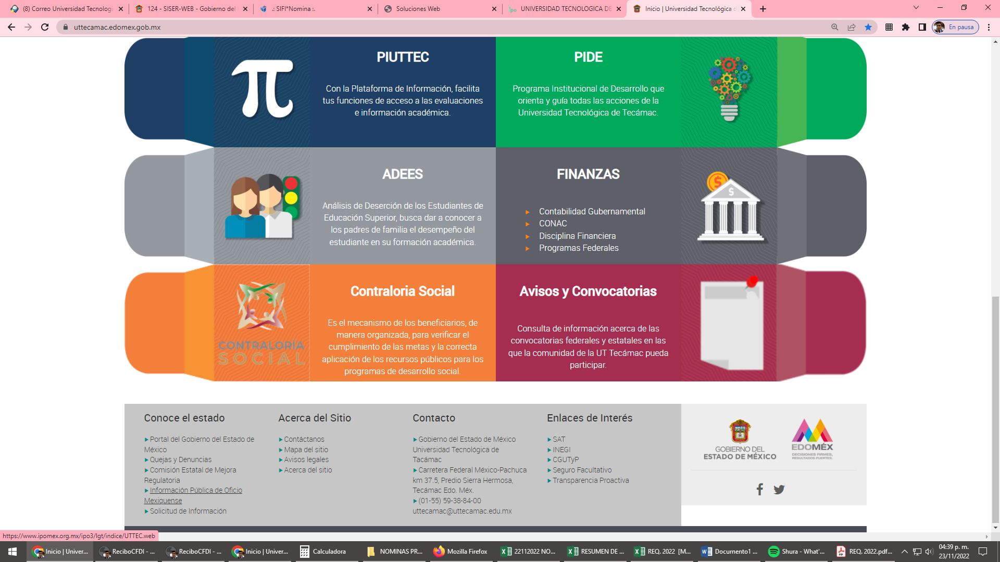 (8) Correo Universidad Tecnologi
124 - SISER-WEB - Gobierno del
.: SIFI*Nomina :.
Soluciones Web
UNIVERSIDAD TECNOLOGICA DE
Inicio | Universidad Tecnológica d
uttecamac.edomex.gob.mx
En pausa
PIUTTEC
Con la Plataforma de Información, facilita
tus funciones de acceso a las evaluaciones
e información académica.
PIDE
Programa Institucional de Desarrollo que
orienta y guía todas las acciones de la
Universidad Tecnológica de Tecámac.
ADEES
Análisis de Deserción de los Estudiantes de
Educación Superior, busca dar a conocer a
los padres de familia el desempeño del
estudiante en su formación académica.
FINANZAS
Contabilidad Gubernamental
CONAC
Disciplina Financiera
Programas Federales
CONTRALORÍA
SOCIAL
Contraloria Social
Es el mecanismo de los beneficiarios, de
manera organizada, para verificar el
cumplimiento de las metas y la correcta
aplicación de los recursos públicos para los
programas de desarrollo social.
Avisos y Convocatorias
Consulta de información acerca de las
convocatorias federales y estatales en las
que la comunidad de la UT Tecámac pueda
participar.
Conoce el estado
Portal del Gobierno del Estado de
México
Quejas y Denuncias
Comisión Estatal de Mejora
Regulatoria
Información Pública de Oficio
Mexiquense
Solicitud de Información
Acerca del Sitio
Contáctanos
Mapa del sitio
Avisos legales
Acerca del sitio
Contacto
Gobierno del Estado de México
Universidad Tecnológica de
Tacámac
Carretera Federal México-Pachuca
km 37.5, Predio Sierra Hermosa,
Tecámac Edo. Méx.
(01-55) 59-38-84-00
uttecamac@uttecamac.edu.mx
Enlaces de Interés
SAT
INEGI
CGUTyP
Seguro Facultativo
Transparencia Proactiva
GOBIERNO DEL
ESTADO DE MÉXICO
EDOMÉX
DECISIONES FIRMES,
RESULTADOS FUERTES.
https://www.ipomex.org.mx/ipo3/lgt/indice/UTTEC.web
Inicio | Univer...
ReciboCFDI - ...
ReciboCFDI - ...
Inicio | Univer...
Calculadora
NOMINAS PR...
Mozilla Firefox
22112022 NO...
RESUMEN DE ...
REQ. 2022 [M...
Documento1 ...
Shura - What'...
REQ. 2022.pdf...
04:39 p. m.
23/11/2022